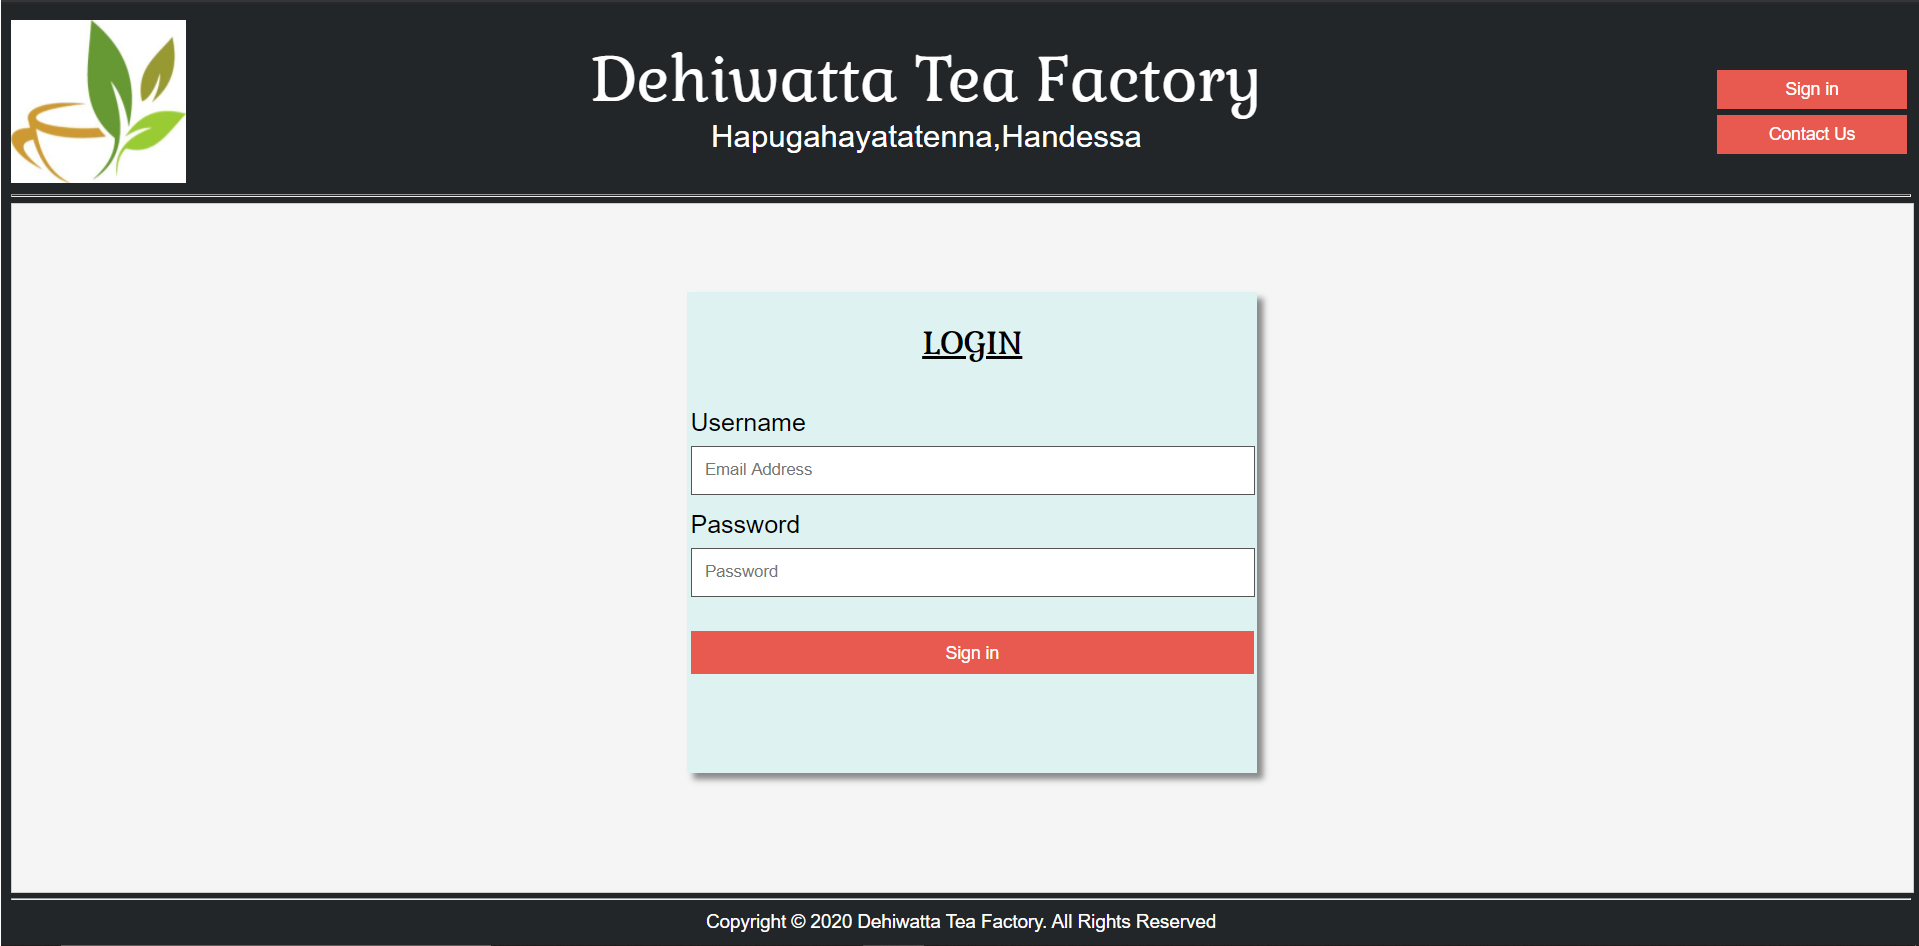 Dehiwatta Tea Factory
Hapugahayatatenna,Handessa
Sign in
Contact Us
LOGIN
Username
Email Address
Password
Password
Sign in
Copyright © 2020 Dehiwatta Tea Factory. All Rights Reserved